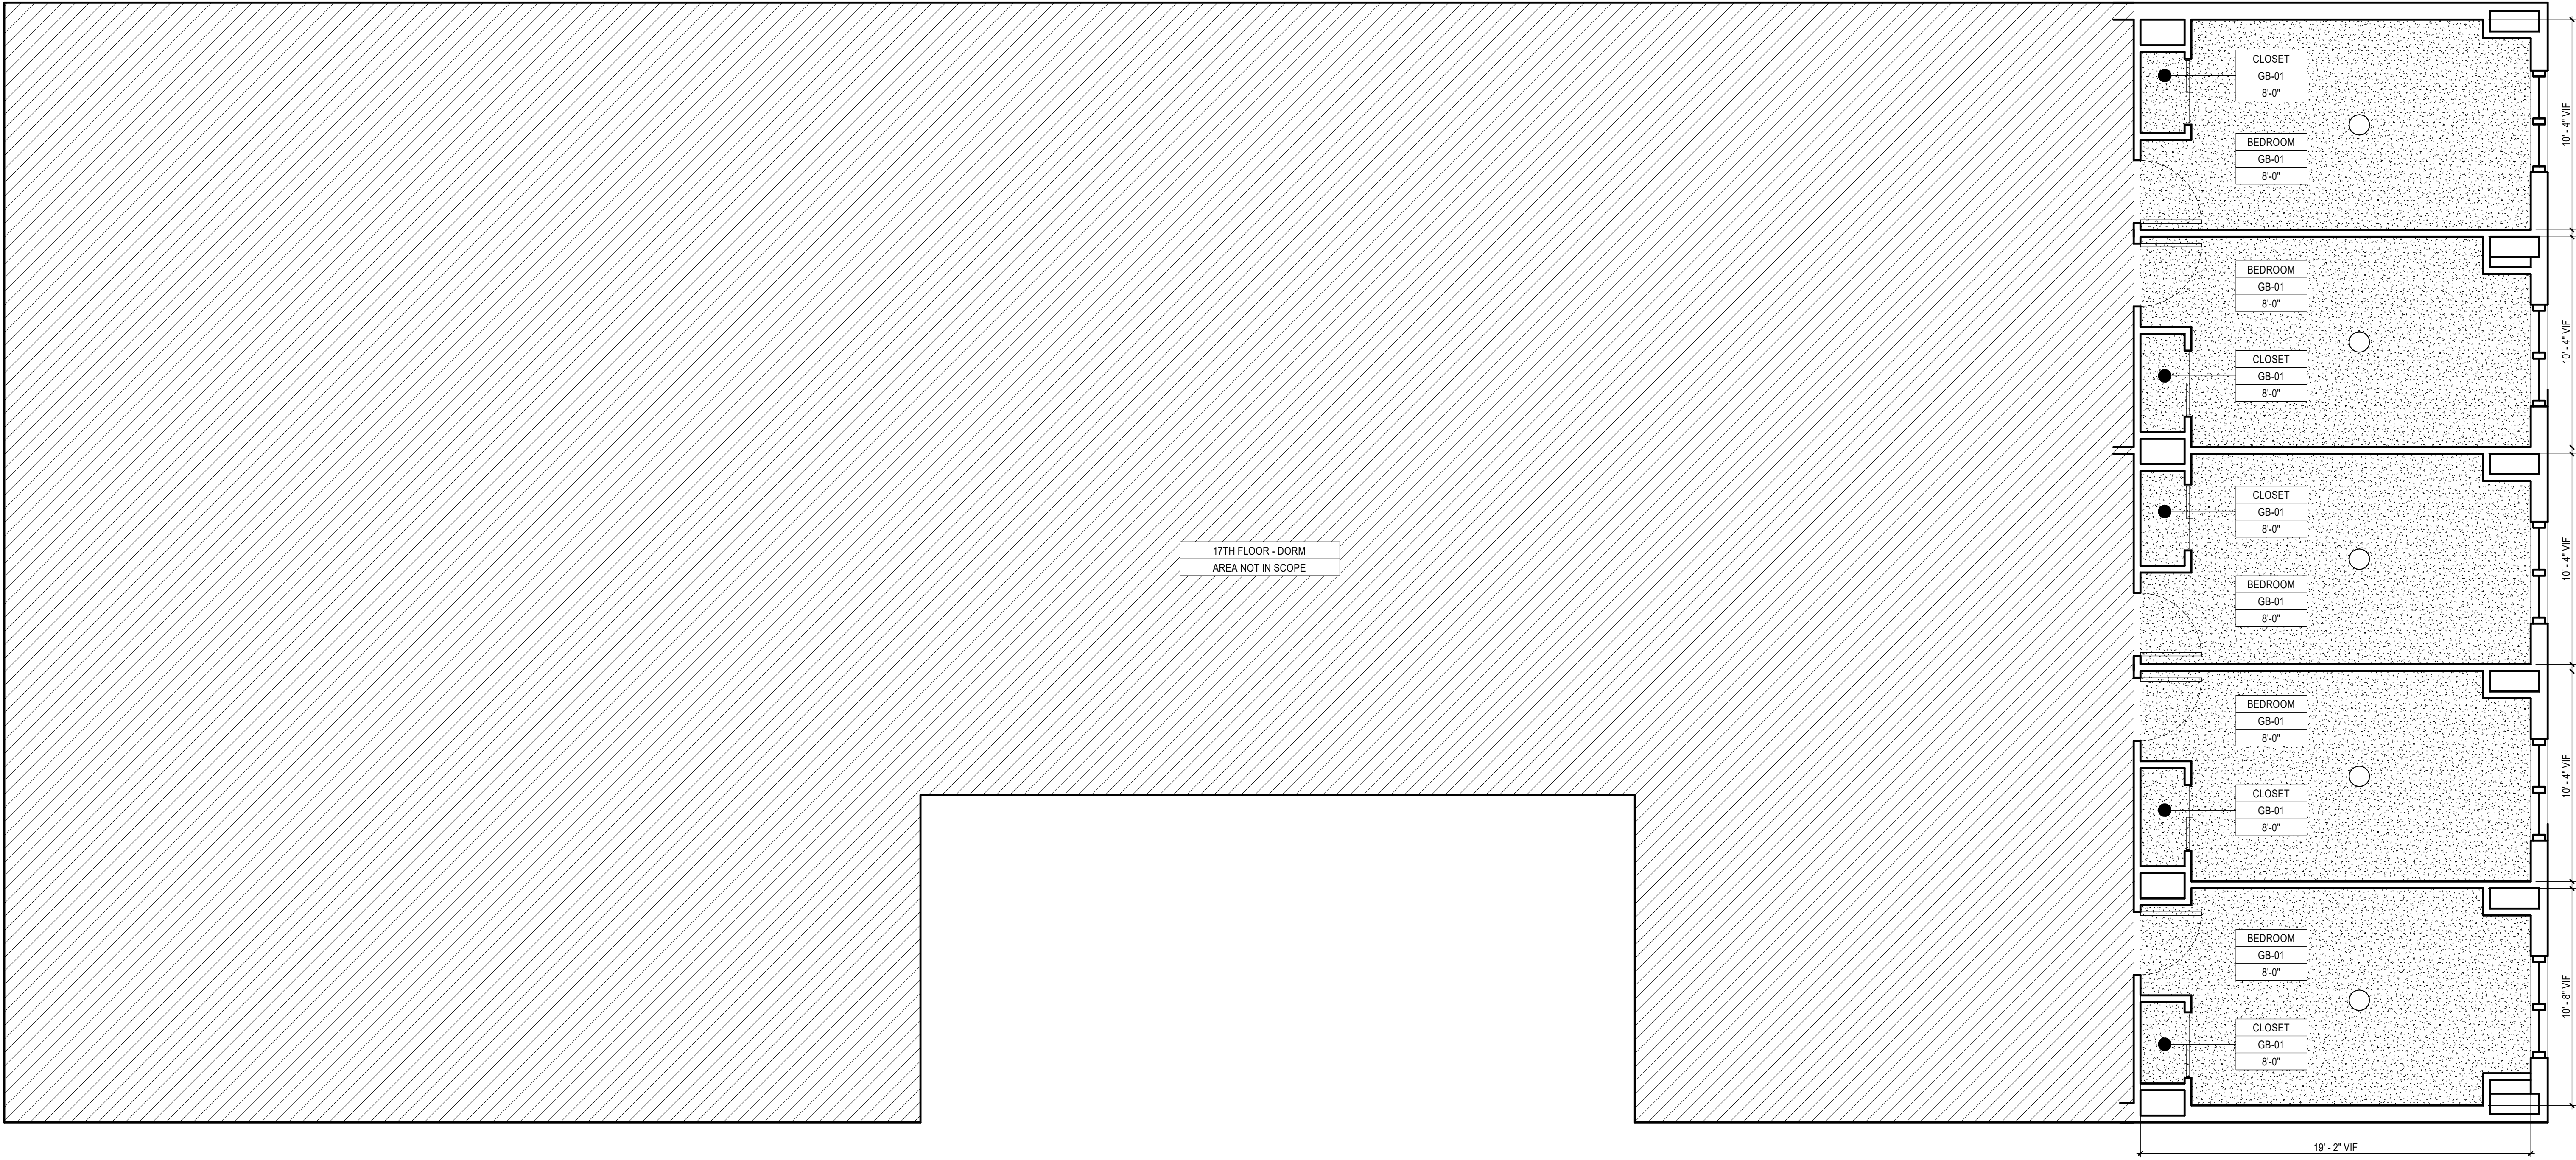 CLOSET
GB-01
8'-0"
10' - 4" VIF
BEDROOM
GB-01
8'-0"
BEDROOM
GB-01
8'-0"
10' - 4" VIF
CLOSET
GB-01
8'-0"
CLOSET
GB-01
8'-0"
10' - 4" VIF
17TH FLOOR - DORM
AREA NOT IN SCOPE
BEDROOM
GB-01
8'-0"
BEDROOM
GB-01
8'-0"
10' - 4" VIF
CLOSET
GB-01
8'-0"
BEDROOM
GB-01
8'-0"
10' - 8" VIF
CLOSET
GB-01
8'-0"
19' - 2" VIF